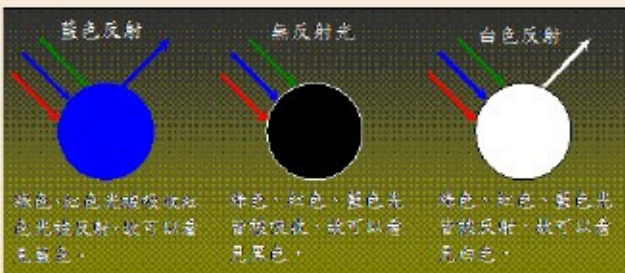 藍色反射
無反射光
白色反射
綠色、紅色光被吸收紅
色光被反射,故可以看
見藍色。
綠色、紅色、藍色光
皆被吸收,故可以看
見黑色。
綠色、紅色、藍色光
皆被反射,故可以看
見白色。